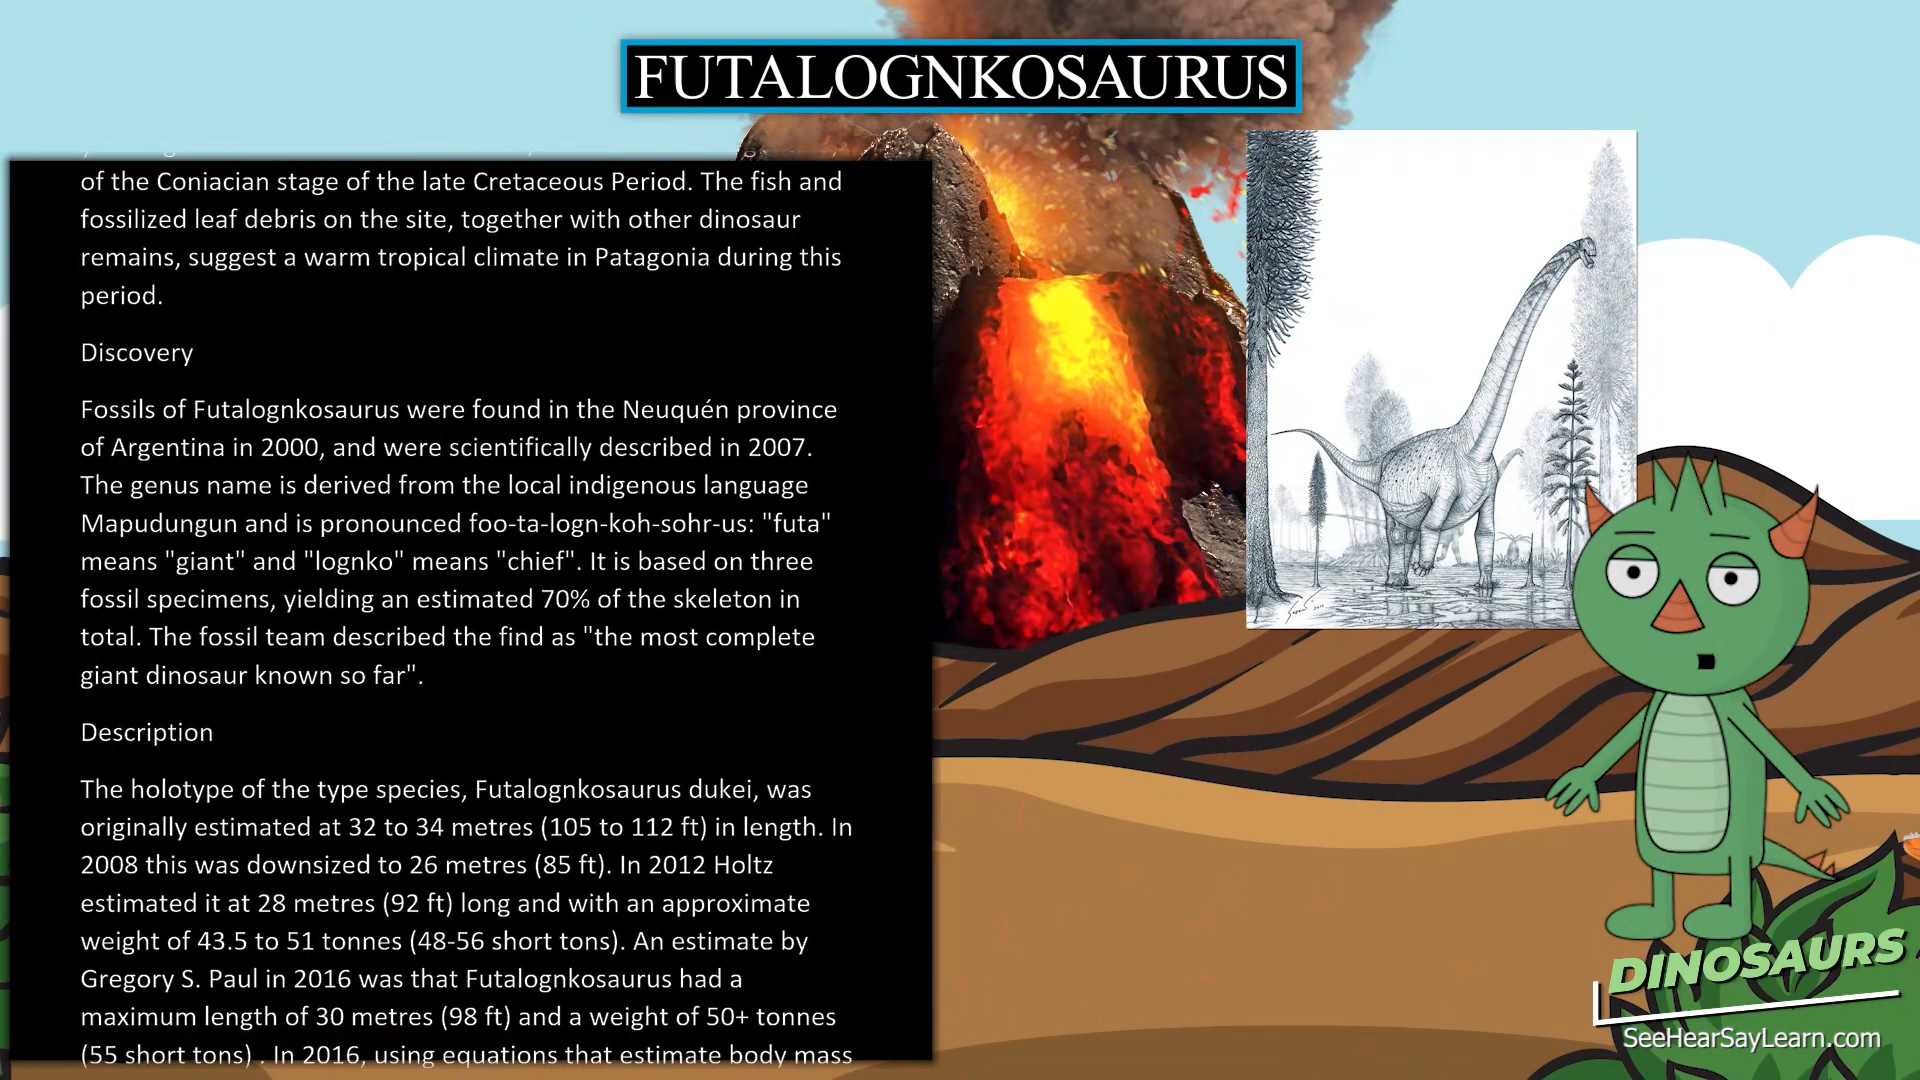 FUTALOGNKOSAURUS
of the Coniacian stage of the late Cretaceous Period. The fish and
fossilized leaf debris on the site, together with other dinosaur
remains, suggest a warm tropical climate in Patagonia during this
period.
Discovery
Fossils of Futalognkosaurus were found in the Neuquén province
of Argentina in 2000, and were scientifically described in 2007.
The genus name is derived from the local indigenous language
Mapudungun and is pronounced foo-ta-logn-koh-sohr-us: "futa"
means "giant" and "lognko" means "chief". It is based on three
fossil specimens, yielding an estimated 70% of the skeleton in
total. The fossil team described the find as "the most complete
giant dinosaur known so far".
Description
The holotype of the type species, Futalognkosaurus dukei, was
originally estimated at 32 to 34 metres (105 to 112 ft) in length. In
2008 this was downsized to 26 metres (85 ft). In 2012 Holtz
estimated it at 28 metres (92 ft) long and with an approximate
weight of 43.5 to 51 tonnes (48-56 short tons). An estimate by
Gregory S. Paul in 2016 was that Futalognkosaurus had a
maximum length of 30 metres (98 ft) and a weight of 50+ tonnes
(55 short tons) . In 2016, using equations that estimate body mass
DINOSAURS
SeeHearSayLearn.com